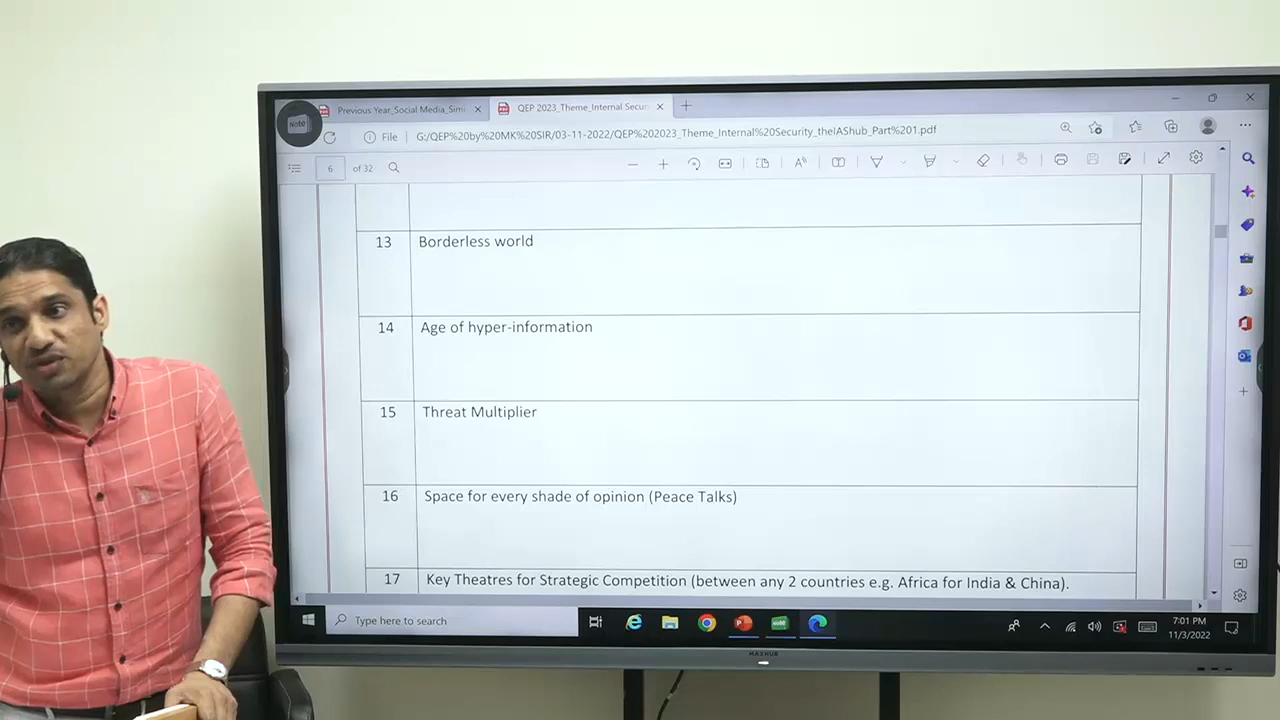 Previous Year_Social Media_Simi
QEP 2023_Theme_Internal Secur
Note
File
G:/QEP%20by%20MK%20SIR/03-11-2022/QEP%202023_Theme_Internal%20Security_theIAShub_Part%201.pdf
6 of 32
13 Borderless world
14 Age of hyper-information
15 Threat Multiplier
16 Space for every shade of opinion (Peace Talks)
17 Key Theatres for Strategic Competition (between any 2 countries e.g. Africa for India & China).
Type here to search
7:01 PM
11/3/2022
MAXHUB